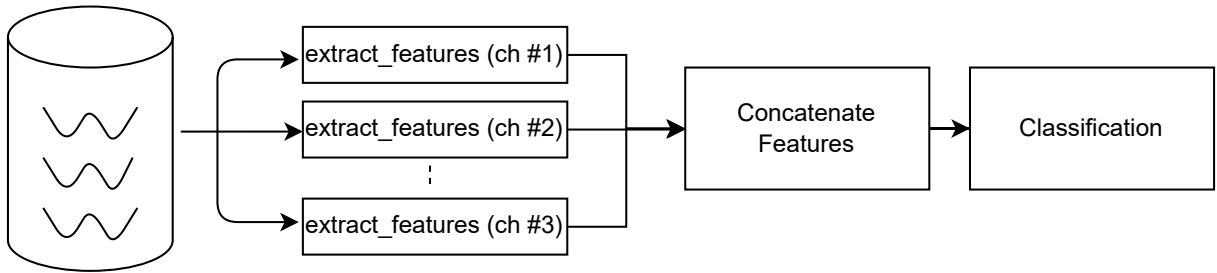 extract_features (ch #1)
extract_features (ch #2)
extract_features (ch #3)
Concatenate
Features
Classification